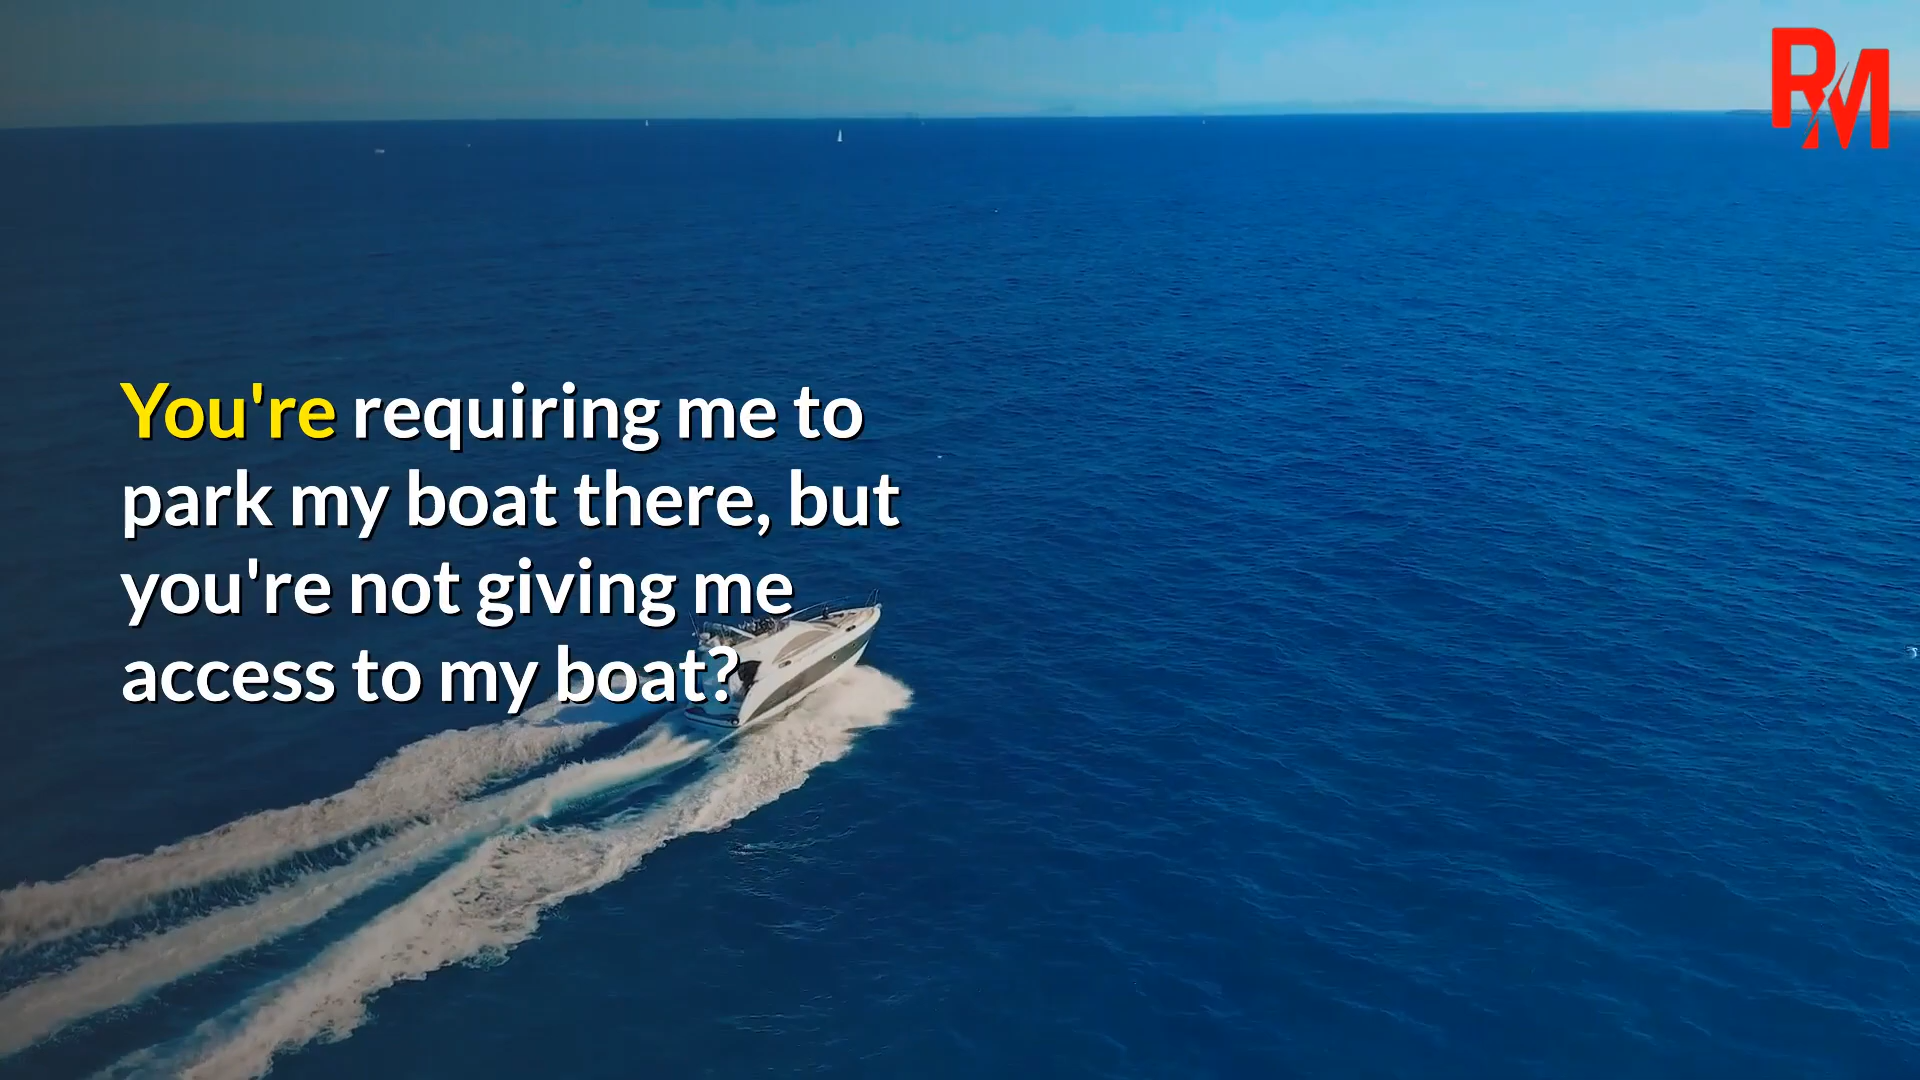 RM
You're requiring me to
park my boat there, but
you're not giving me
access to my boat?